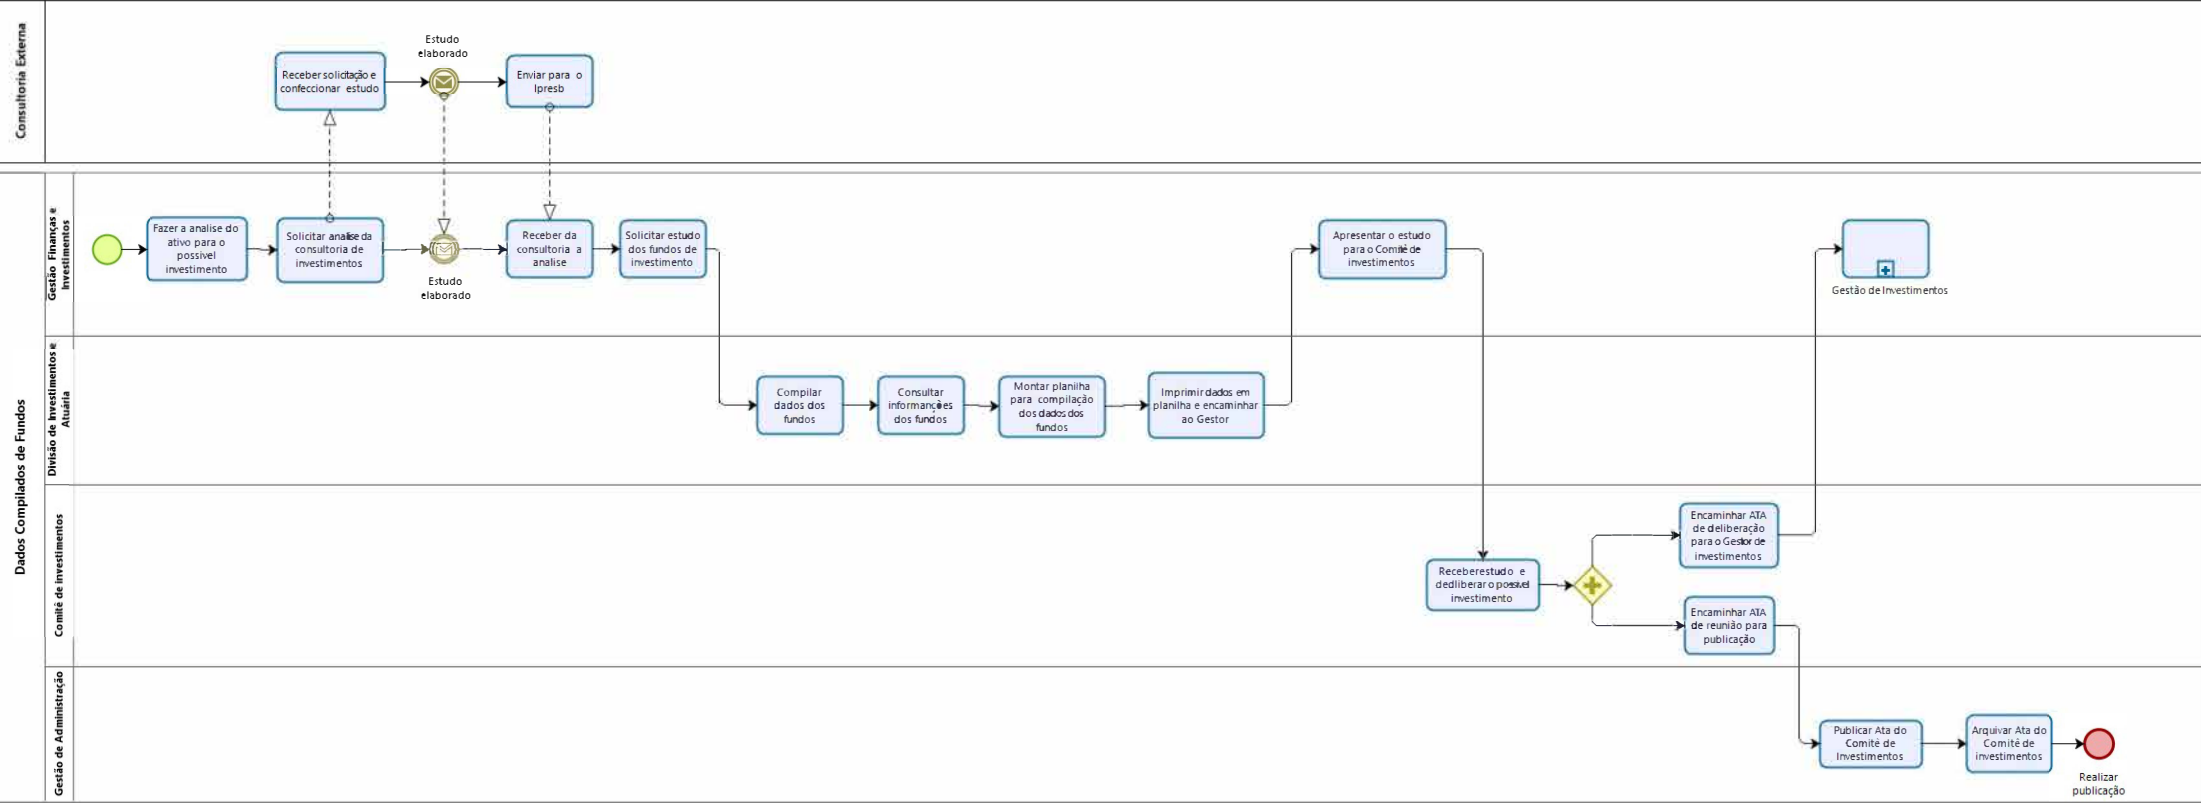 Consultoria Externa
Receber solicitação e
confeccionar estudo
Estudo
elaborado
Enviar para o
Ipresb
Dados Compilados de Fundos
Gestão Finanças e
Investimentos
Fazer a analise do
ativo para o
possivel
investimento
Solicitar analise da
consultoria de
investimentos
Estudo
elaborado
Receber da
consultoria a
analise
Solicitar estudo
dos fundos de
investimento
Apresentar o estudo
para o Comitê de
investimentos
Gestão de Investimentos
Divisão de Investimentos e
Atuária
Compilar
dados dos
fundos
Consultar
informanções
dos fundos
Montar planilha
para compilação
dos dados dos
fundos
Imprimir dados em
planilha e encaminhar
ao Gestor
Comitê de investimentos
Receber estudo e
dedliberar o possivel
investimento
Encaminhar ATA
de deliberação
para o Gestor de
investimentos
Encaminhar ATA
de reunião para
publicação
Gestão de Administração
Publicar Ata do
Comitê de
Investimentos
Arquivar Ata do
Comitê de
investimentos
Realizar
publicação